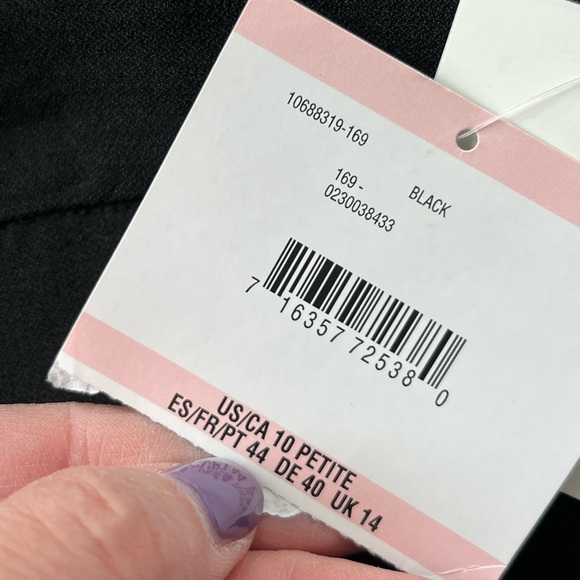 10688319-169
169 - BLACK
0230038433
7 16357 72538 0
US/CA 10 PETITE
ES/FR/PT 44 DE 40 UK 14